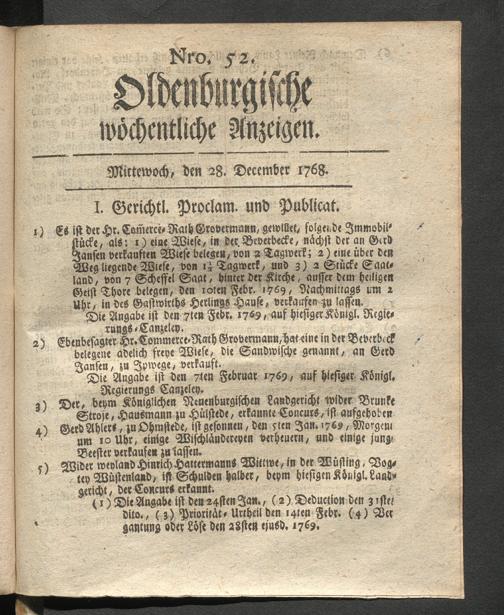 Nro. 52.
Oldenburgische
wöchentliche Anzeigen.
Mittewoch, den 28. December 1768.
I. Gerichtl. Proclam. und Publicat.
1) Es ist der Hr. Camerce-Rath Grovermann, gewillet, folgende Immobil-
stücke, als: 1) eine Wiese, in der Beverbecke, nächst der an Gerd
Jansen verkauften Wiese belegen, von 2 Tagwerk; 2) eine über den
Weg liegende Wiese, von 1½ Tagwerk, und 3) 2 Stücke Saat-
land, von 7 Scheffel Saat, hinter der Kirche, ausser dem heiligen
Geist Thore belegen, den 10ten Febr. 1769, Nachmittags um 2
Uhr, in des Gastwirths Herlings Hause, verkaufen zu lassen.
Die Angabe ist den 7ten Febr. 1769, auf hiesiger Königl. Regie-
rungs-Canzeley.
2) Ebenbesagter Hr. Commerce-Rath Grovermann, hat eine in der Beverbeck
belegene adelich freye Wiese, die Sandwische genannt, an Gerd
Jansen, zu Ipwege, verkauft.
Die Angabe ist den 7ten Februar 1769, auf hiesiger Königl.
Regierungs Canzeley.
3) Der, beym Königlichen Neuenburgischen Landgericht wider Brunke
Stroje, Hausmann zu Hülstede, erkannte Concurs, ist aufgehoben
4) Gerd Ahlers, zu Ohmstede, ist gesonnen, den 5ten Jan. 1769, Morgens
um 10 Uhr, einige Wischländereyen verheuern, und einige jung-
Beester verkaufen zu lassen.
5) Wider weyland Hinrich Hattermanns Wittwe, in der Wüsting, Vog-
tey Wüstenland, ist Schulden halber, beym hiesigen Königl. Land-
gericht, der Concurs erkannt.
(1) Die Angabe ist den 24sten Jan., (2) Deduction den 31ste
dito., (3) Priorität-Urtheil den 14ten Febr. (4) Ver
gantung oder Löse den 28sten ejusd. 1769.